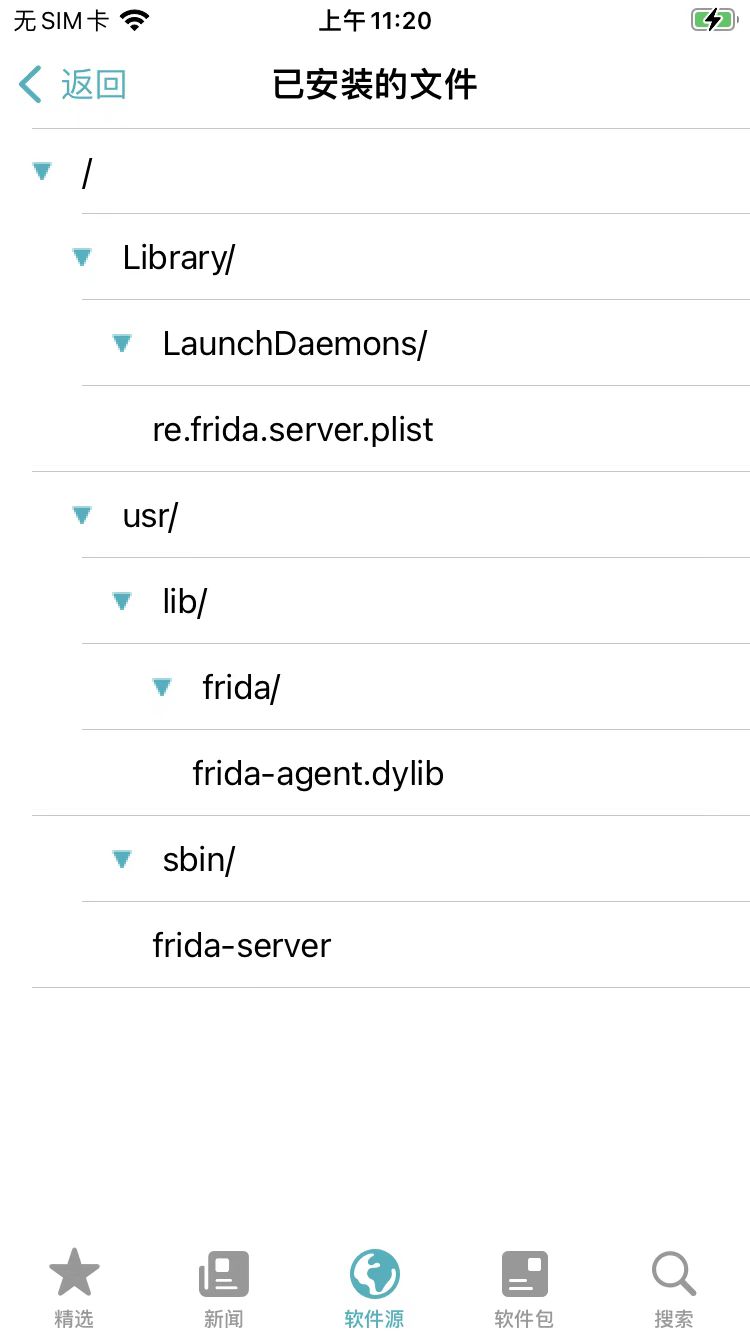 无SIM卡 上午11:20
返回 已安装的文件
/
Library/
LaunchDaemons/
re.frida.server.plist
usr/
lib/
frida/
frida-agent.dylib
sbin/
frida-server
精选 新闻 软件源 软件包 搜索